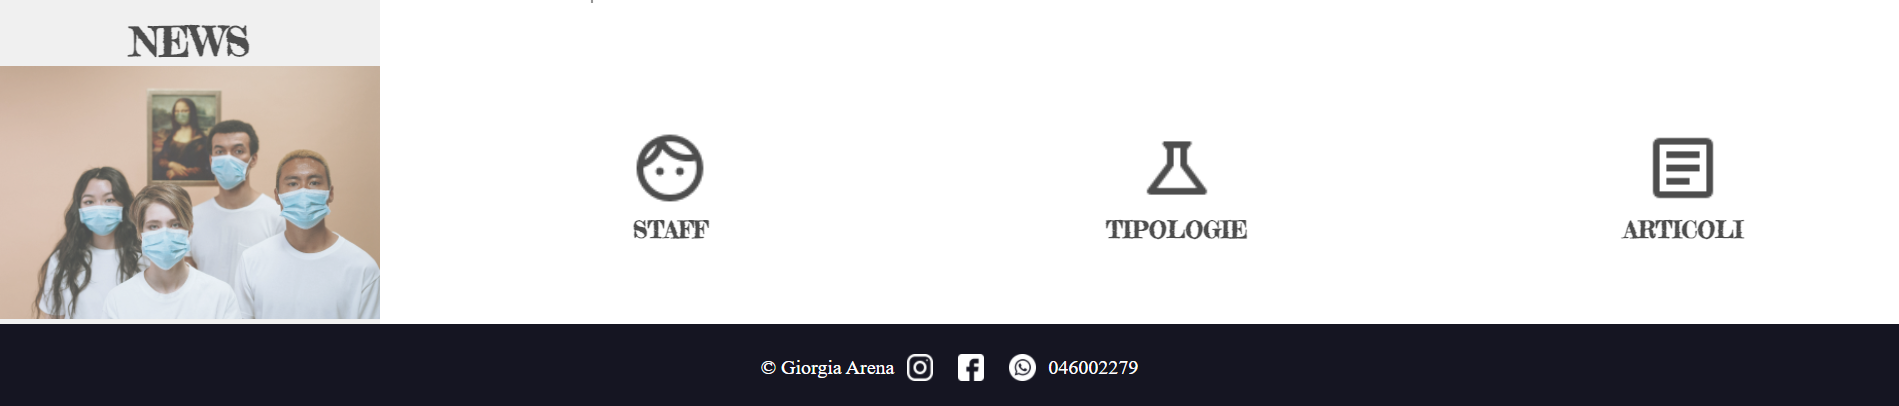 NEWS
STAFF
TIPOLOGIE
ARTICOLI
© Giorgia Arena 046002279